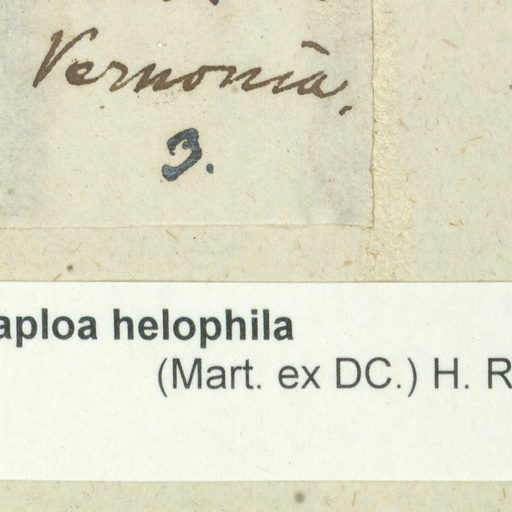 Vernonia.
3.
aploa helophila
(Mart. ex DC.) H. R